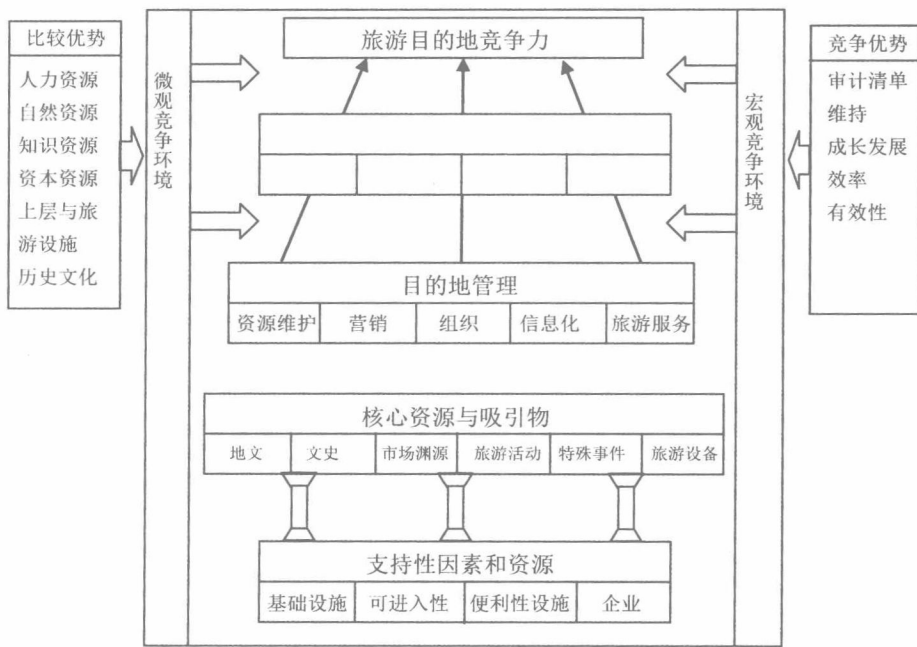 比较优势
人力资源
自然资源
知识资源
资本资源
上层与旅
游设施
历史文化
微观竞争环境
旅游目的地竞争力
目的地管理
资源维护 营销 组织 信息化 旅游服务
核心资源与吸引物
地文 文史 市场渊源 旅游活动 特殊事件 旅游设备
支持性因素和资源
基础设施 可进入性 便利性设施 企业
宏观竞争环境
竞争优势
审计清单
维持
成长发展
效率
有效性